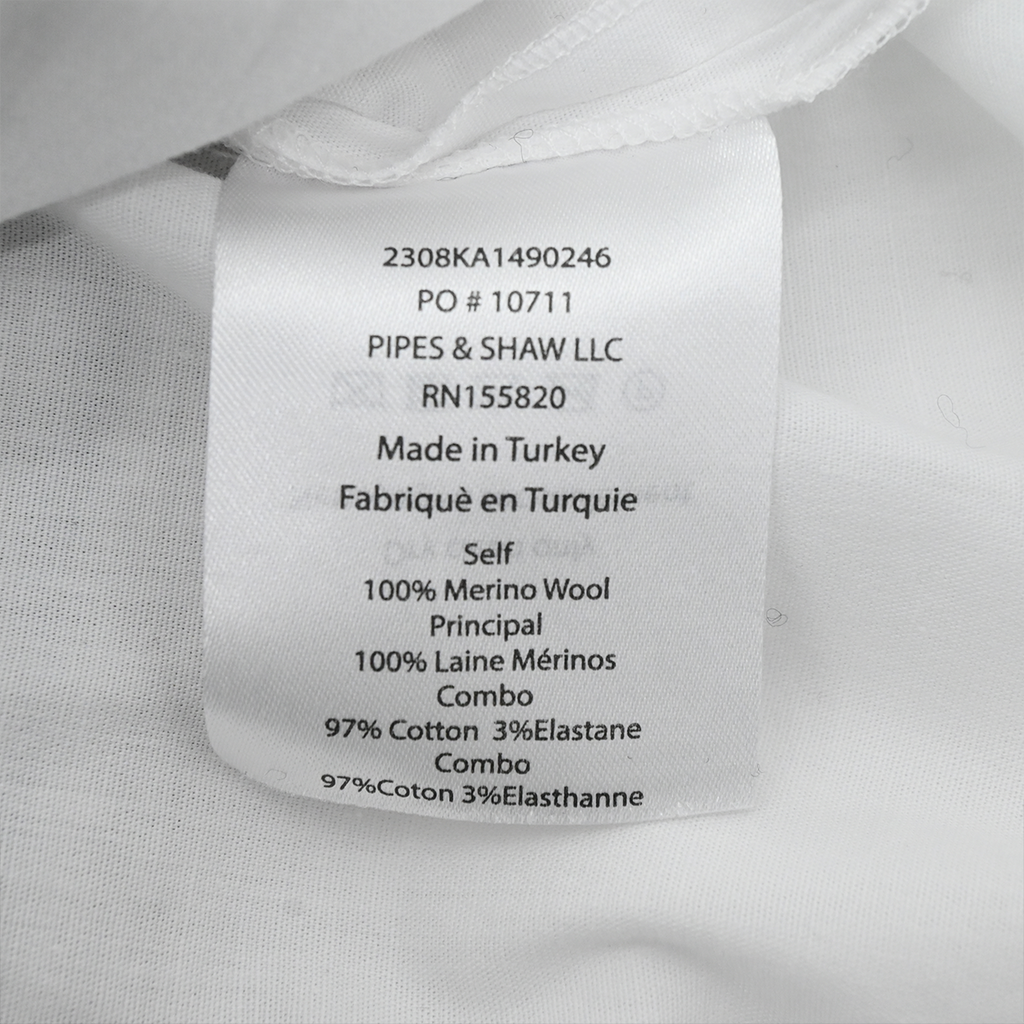 2308KA1490246
PO # 10711
PIPES & SHAW LLC
RN155820
Made in Turkey
Fabriquè en Turquie
Self
100% Merino Wool
Principal
100% Laine Mérinos
Combo
97% Cotton 3%Elastane
Combo
97%Coton 3%Elasthanne